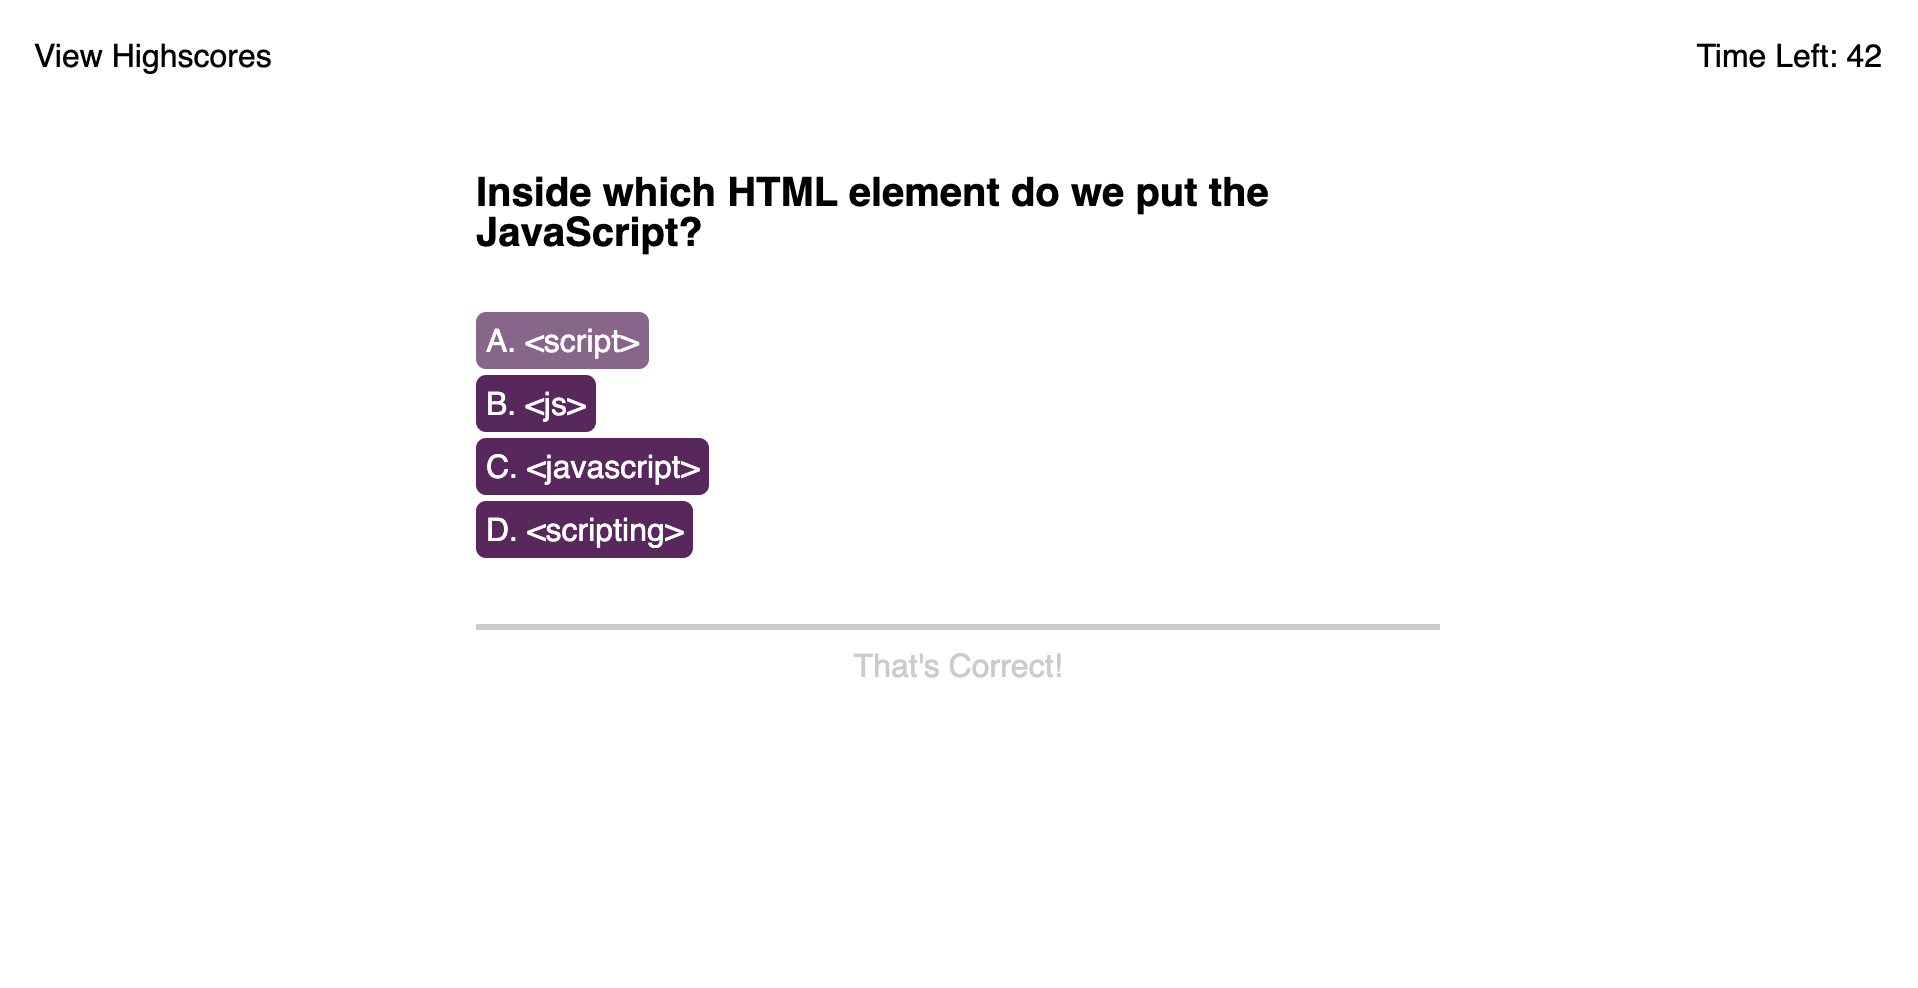 View Highscores
Time Left: 42
Inside which HTML element do we put the
JavaScript?
A. <script>
B. <js>
C. <javascript>
D. <scripting>
That's Correct!